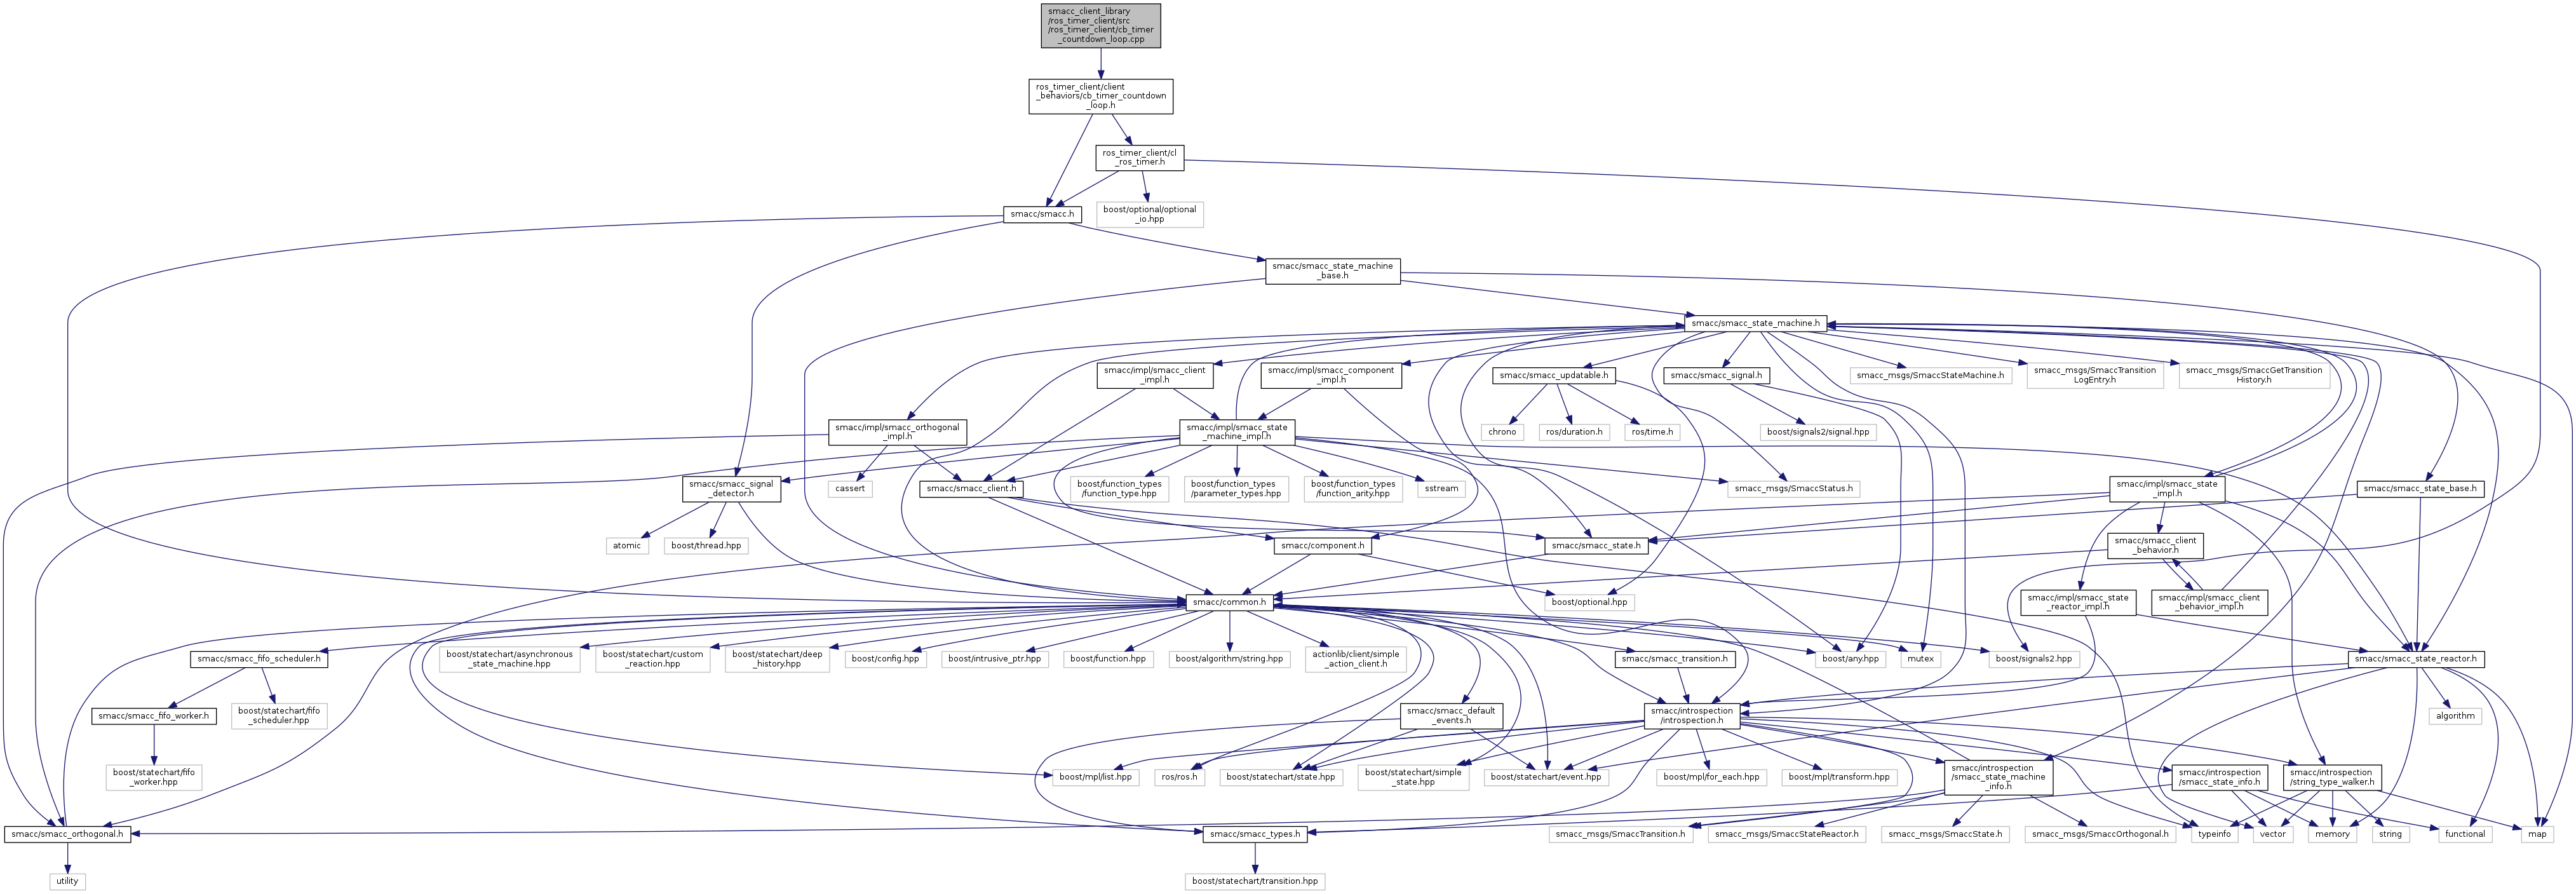 smacc_client_library
/ros_timer_client/src
/ros_timer_client/cb_timer
_countdown_loop.cpp
ros_timer_client/client
_behaviors/cb_timer_countdown
_loop.h
ros_timer_client/cl
_ros_timer.h
smacc/smacc.h
boost/optional/optional
_io.hpp
smacc/smacc_state_machine
_base.h
smacc/smacc_state_machine.h
smacc/impl/smacc_client
_impl.h
smacc/impl/smacc_component
_impl.h
smacc/smacc_updatable.h
smacc/smacc_signal.h
smacc_msgs/SmaccStateMachine.h
smacc_msgs/SmaccTransition
LogEntry.h
smacc_msgs/SmaccGetTransition
History.h
smacc/impl/smacc_orthogonal
_impl.h
smacc/impl/smacc_state
_machine_impl.h
chrono
ros/duration.h
ros/time.h
boost/signals2/signal.hpp
smacc/smacc_signal
_detector.h
cassert
smacc/smacc_client.h
boost/function_types
/function_type.hpp
boost/function_types
/parameter_types.hpp
boost/function_types
/function_arity.hpp
sstream
smacc_msgs/SmaccStatus.h
smacc/impl/smacc_state
_impl.h
smacc/smacc_state_base.h
atomic
boost/thread.hpp
smacc/component.h
smacc/smacc_state.h
smacc/smacc_client
_behavior.h
smacc/common.h
boost/optional.hpp
smacc/impl/smacc_state
_reactor_impl.h
smacc/impl/smacc_client
_behavior_impl.h
smacc/smacc_fifo_scheduler.h
boost/statechart/asynchronous
_state_machine.hpp
boost/statechart/custom
_reaction.hpp
boost/statechart/deep
_history.hpp
boost/config.hpp
boost/intrusive_ptr.hpp
boost/function.hpp
boost/algorithm/string.hpp
actionlib/client/simple
_action_client.h
smacc/smacc_transition.h
boost/any.hpp
mutex
boost/signals2.hpp
smacc/smacc_state_reactor.h
smacc/smacc_fifo_worker.h
boost/statechart/fifo
_scheduler.hpp
smacc/smacc_default
_events.h
smacc/introspection
/introspection.h
algorithm
boost/statechart/fifo
_worker.hpp
boost/mpl/list.hpp
ros/ros.h
boost/statechart/state.hpp
boost/statechart/simple
_state.hpp
boost/statechart/event.hpp
boost/mpl/for_each.hpp
boost/mpl/transform.hpp
smacc/introspection
/smacc_state_machine
_info.h
smacc/introspection
/smacc_state_info.h
smacc/introspection
/string_type_walker.h
smacc/smacc_orthogonal.h
smacc/smacc_types.h
smacc_msgs/SmaccTransition.h
smacc_msgs/SmaccStateReactor.h
smacc_msgs/SmaccState.h
smacc_msgs/SmaccOrthogonal.h
typeinfo
vector
memory
string
functional
map
utility
boost/statechart/transition.hpp